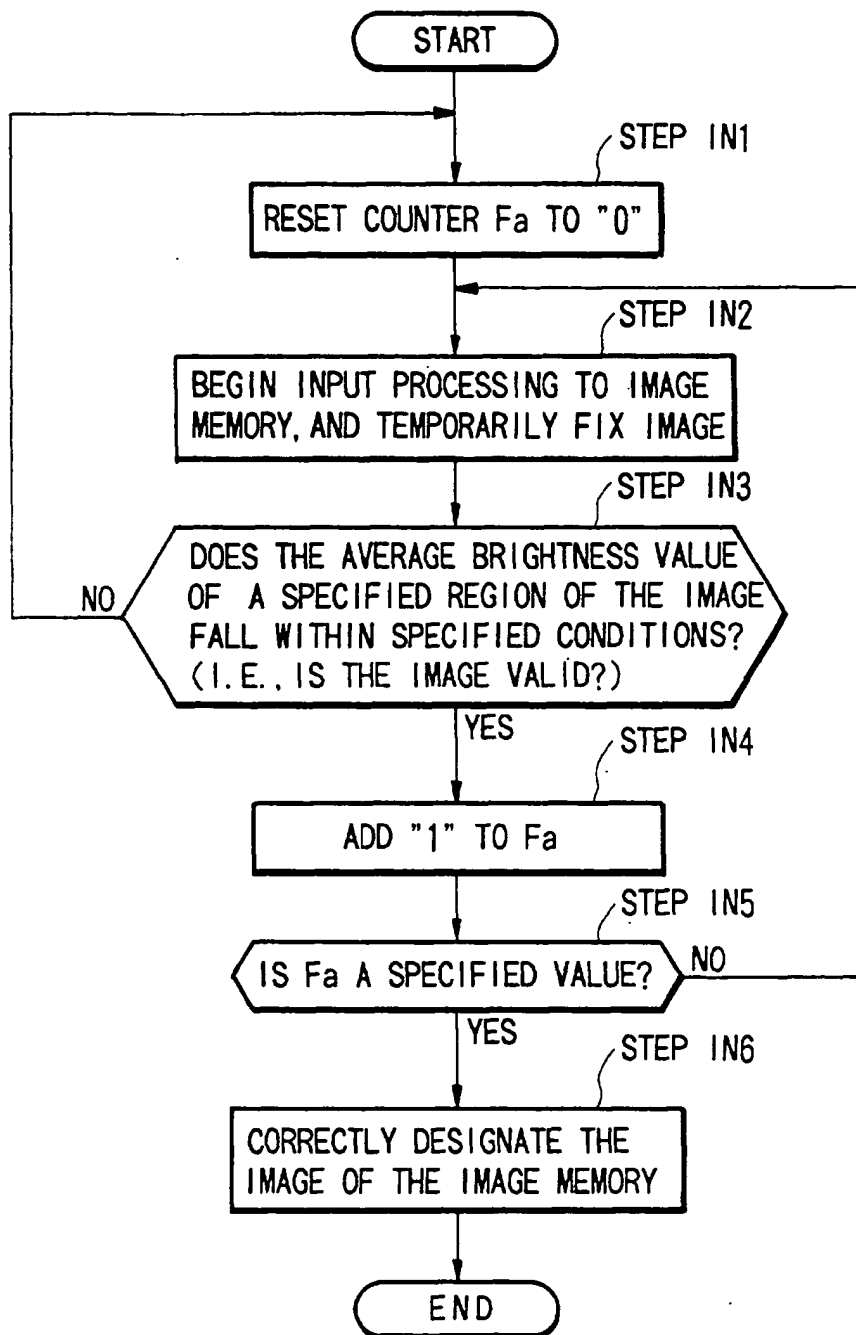 START
STEP IN1
RESET COUNTER Fa TO "0"
STEP IN2
BEGIN INPUT PROCESSING TO IMAGE
MEMORY, AND TEMPORARILY FIX IMAGE
STEP IN3
DOES THE AVERAGE BRIGHTNESS VALUE
OF A SPECIFIED REGION OF THE IMAGE
FALL WITHIN SPECIFIED CONDITIONS?
(I.E., IS THE IMAGE VALID?)
NO
YES
STEP IN4
ADD "1" TO Fa
STEP IN5
IS Fa A SPECIFIED VALUE?
NO
YES
STEP IN6
CORRECTLY DESIGNATE THE
IMAGE OF THE IMAGE MEMORY
END